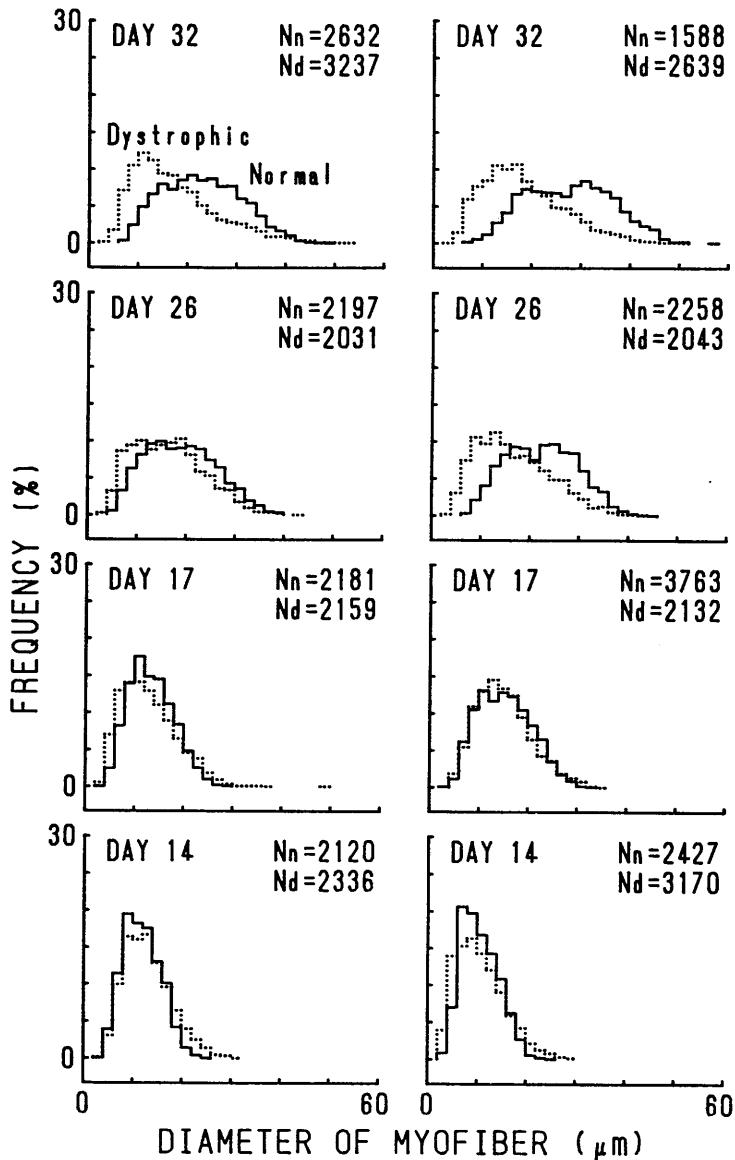 30
DAY 32
Nn=2632
Nd=3237
Dystrophic
Normal
0
DAY 32
Nn=1588
Nd=2639
30
DAY 26
Nn=2197
Nd=2031
0
DAY 26
Nn=2258
Nd=2043
30
DAY 17
Nn=2181
Nd=2159
0
DAY 17
Nn=3763
Nd=2132
30
DAY 14
Nn=2120
Nd=2336
0
DAY 14
Nn=2427
Nd=3170
0
60
0
60
FREQUENCY (%)
DIAMETER OF MYOFIBER (μm)